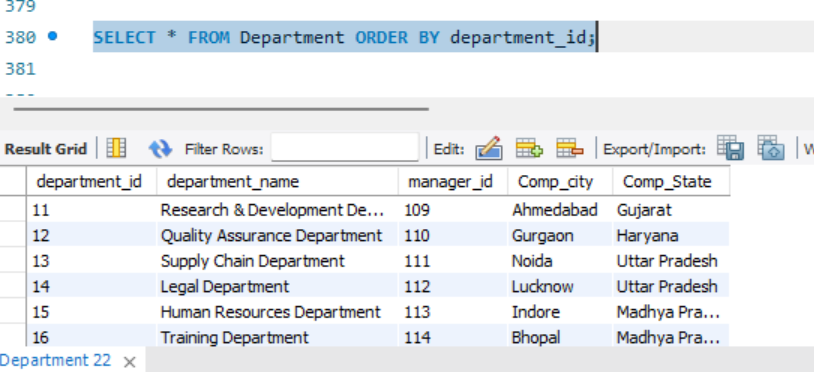 379
380 SELECT * FROM Department ORDER BY department_id;
381
Result Grid Filter Rows: Edit: Export/Import:
department_id department_name manager_id Comp_city Comp_State
11 Research & Development De... 109 Ahmedabad Gujarat
12 Quality Assurance Department 110 Gurgaon Haryana
13 Supply Chain Department 111 Noida Uttar Pradesh
14 Legal Department 112 Lucknow Uttar Pradesh
15 Human Resources Department 113 Indore Madhya Pra...
16 Training Department 114 Bhopal Madhya Pra...
Department 22